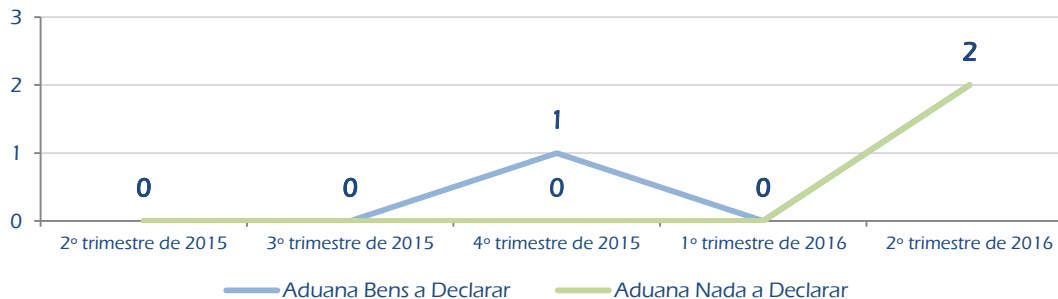 3
2
1
0
0
0
1
0
0
2
2º trimestre de 2015
3º trimestre de 2015
4º trimestre de 2015
1º trimestre de 2016
2º trimestre de 2016
Aduana Bens a Declarar
Aduana Nada a Declarar